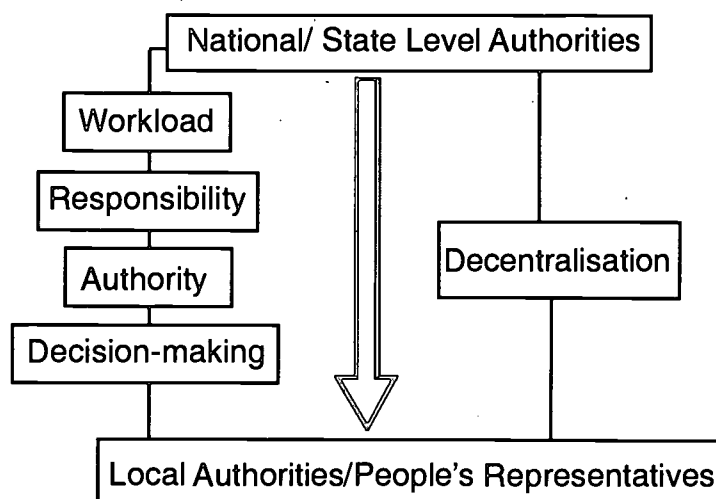 National/ State Level Authorities
Workload
Responsibility
Authority
Decision-making
Decentralisation
Local Authorities/People's Representatives